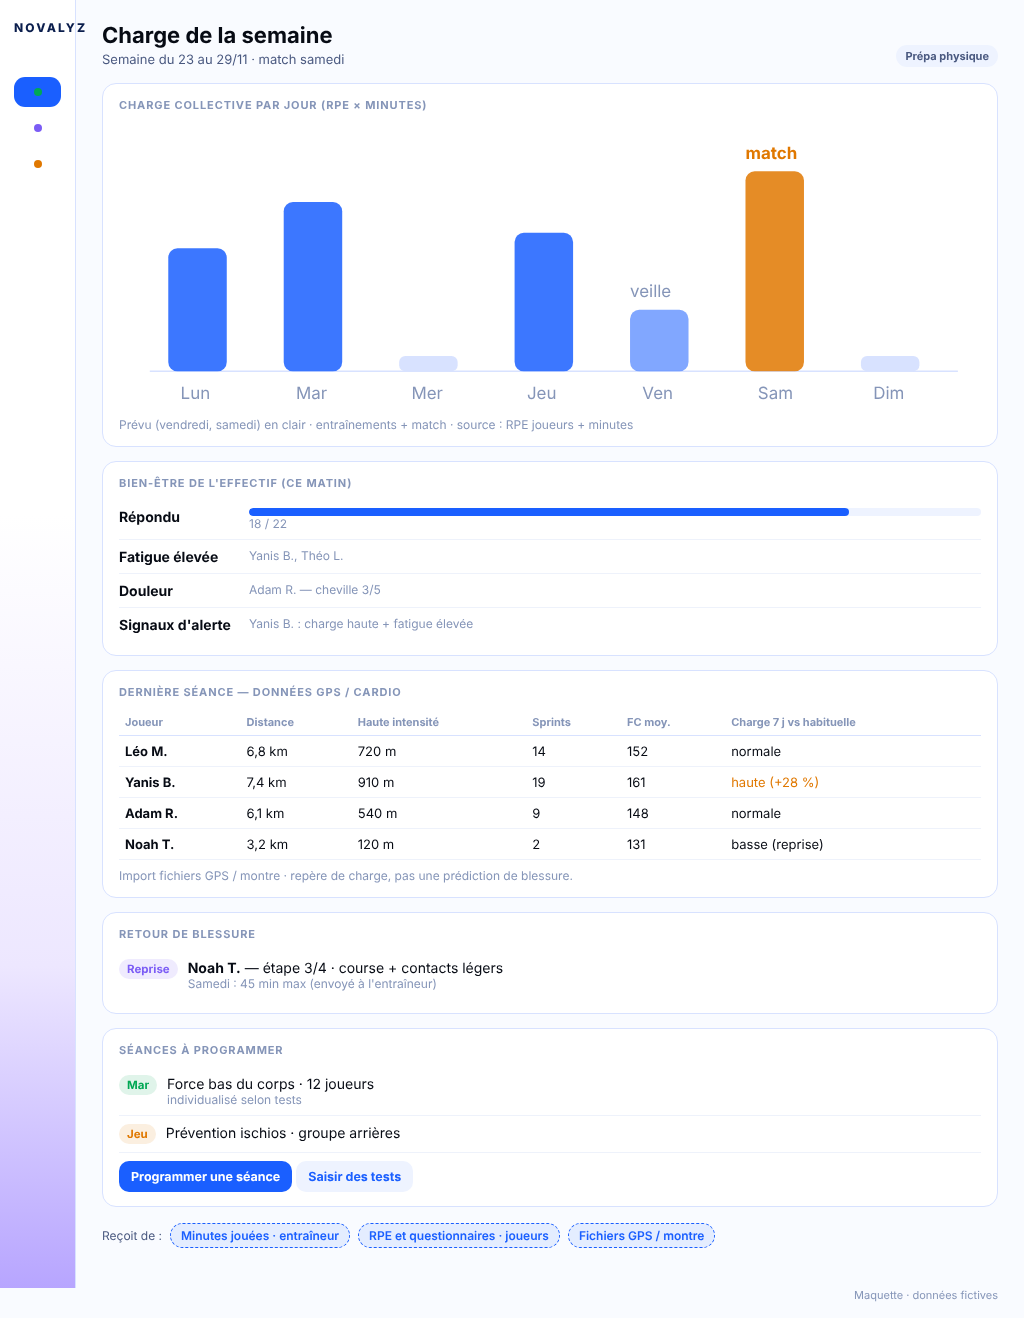 NOVALYZ
Charge de la semaine
Semaine du 23 au 29/11 · match samedi
Prépa physique
CHARGE COLLECTIVE PAR JOUR (RPE × MINUTES)
match
veille
Lun Mar Mer Jeu Ven Sam Dim
Prévu (vendredi, samedi) en clair · entraînements + match · source : RPE joueurs + minutes
BIEN-ÊTRE DE L'EFFECTIF (CE MATIN)
Répondu
18 / 22
Fatigue élevée Yanis B., Théo L.
Douleur Adam R. — cheville 3/5
Signaux d'alerte Yanis B. : charge haute + fatigue élevée
DERNIÈRE SÉANCE — DONNÉES GPS / CARDIO
Joueur Distance Haute intensité Sprints FC moy. Charge 7 j vs habituelle
Léo M. 6,8 km 720 m 14 152 normale
Yanis B. 7,4 km 910 m 19 161 haute (+28 %)
Adam R. 6,1 km 540 m 9 148 normale
Noah T. 3,2 km 120 m 2 131 basse (reprise)
Import fichiers GPS / montre · repère de charge, pas une prédiction de blessure.
RETOUR DE BLESSURE
Reprise Noah T. — étape 3/4 · course + contacts légers
Samedi : 45 min max (envoyé à l'entraîneur)
SÉANCES À PROGRAMMER
Mar Force bas du corps · 12 joueurs
individualisé selon tests
Jeu Prévention ischios · groupe arrières
Programmer une séance Saisir des tests
Reçoit de : Minutes jouées · entraîneur RPE et questionnaires · joueurs Fichiers GPS / montre
Maquette · données fictives